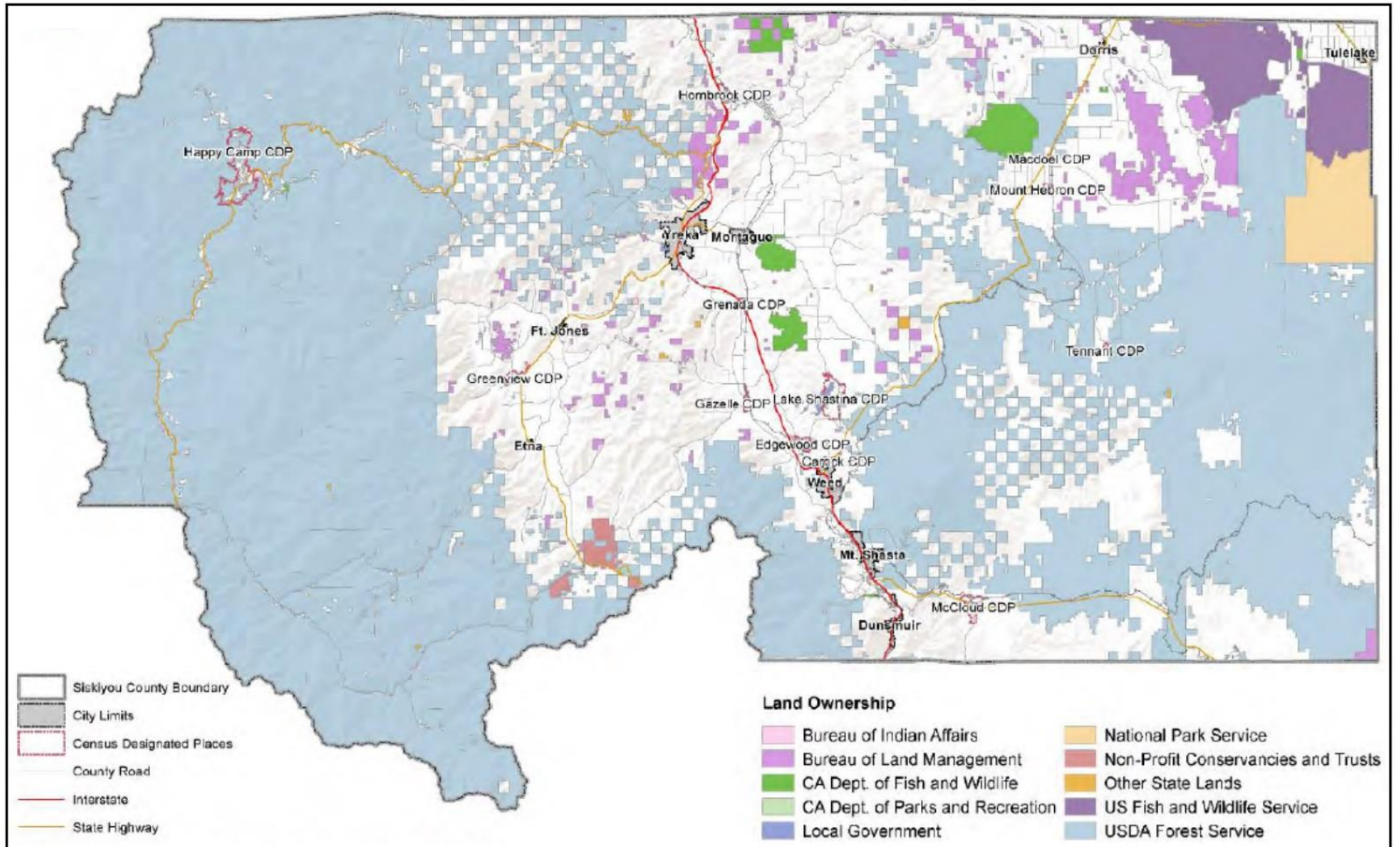 Dorris
Tulelake
Hornbrook CDP
Happy Camp CDP
Macdoel CDP
Mount Hebron CDP
Yreka
Montague
Grenada CDP
Ft. Jones
Tennant CDP
Greenview CDP
Gazelle CDP
Lake Shastina CDP
Etna
Edgewood CDP
Carrick CDP
Weed
Mt. Shasta
McCloud CDP
Dunsmuir
Siskiyou County Boundary
City Limits
Census Designated Places
County Road
Interstate
State Highway
Land Ownership
Bureau of Indian Affairs
Bureau of Land Management
CA Dept. of Fish and Wildlife
CA Dept. of Parks and Recreation
Local Government
National Park Service
Non-Profit Conservancies and Trusts
Other State Lands
US Fish and Wildlife Service
USDA Forest Service